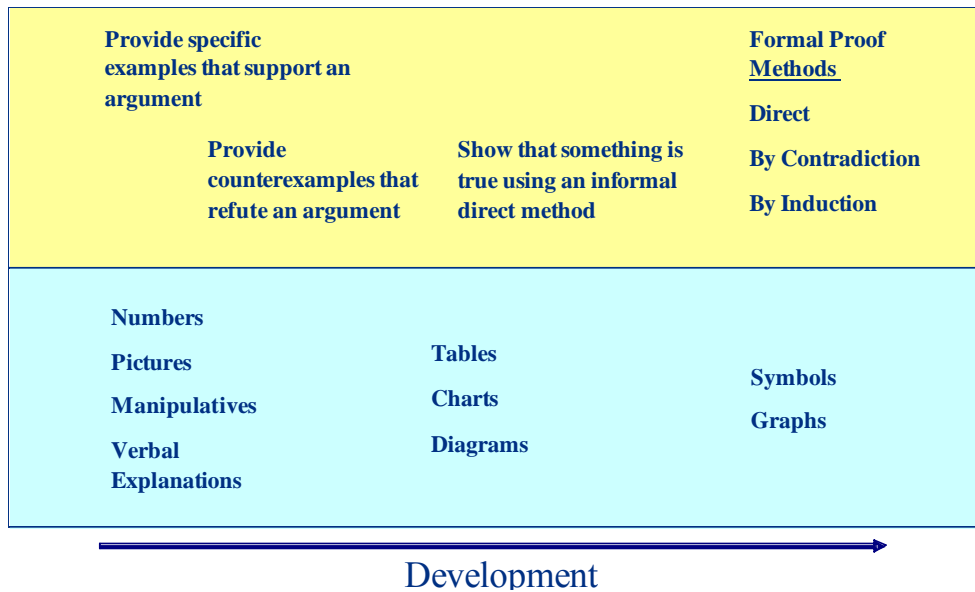 Provide specific
examples that support an
argument
Provide
counterexamples that
refute an argument
Show that something is
true using an informal
direct method
Formal Proof
Methods
Direct
By Contradiction
By Induction
Numbers
Pictures
Manipulatives
Verbal
Explanations
Tables
Charts
Diagrams
Symbols
Graphs
Development